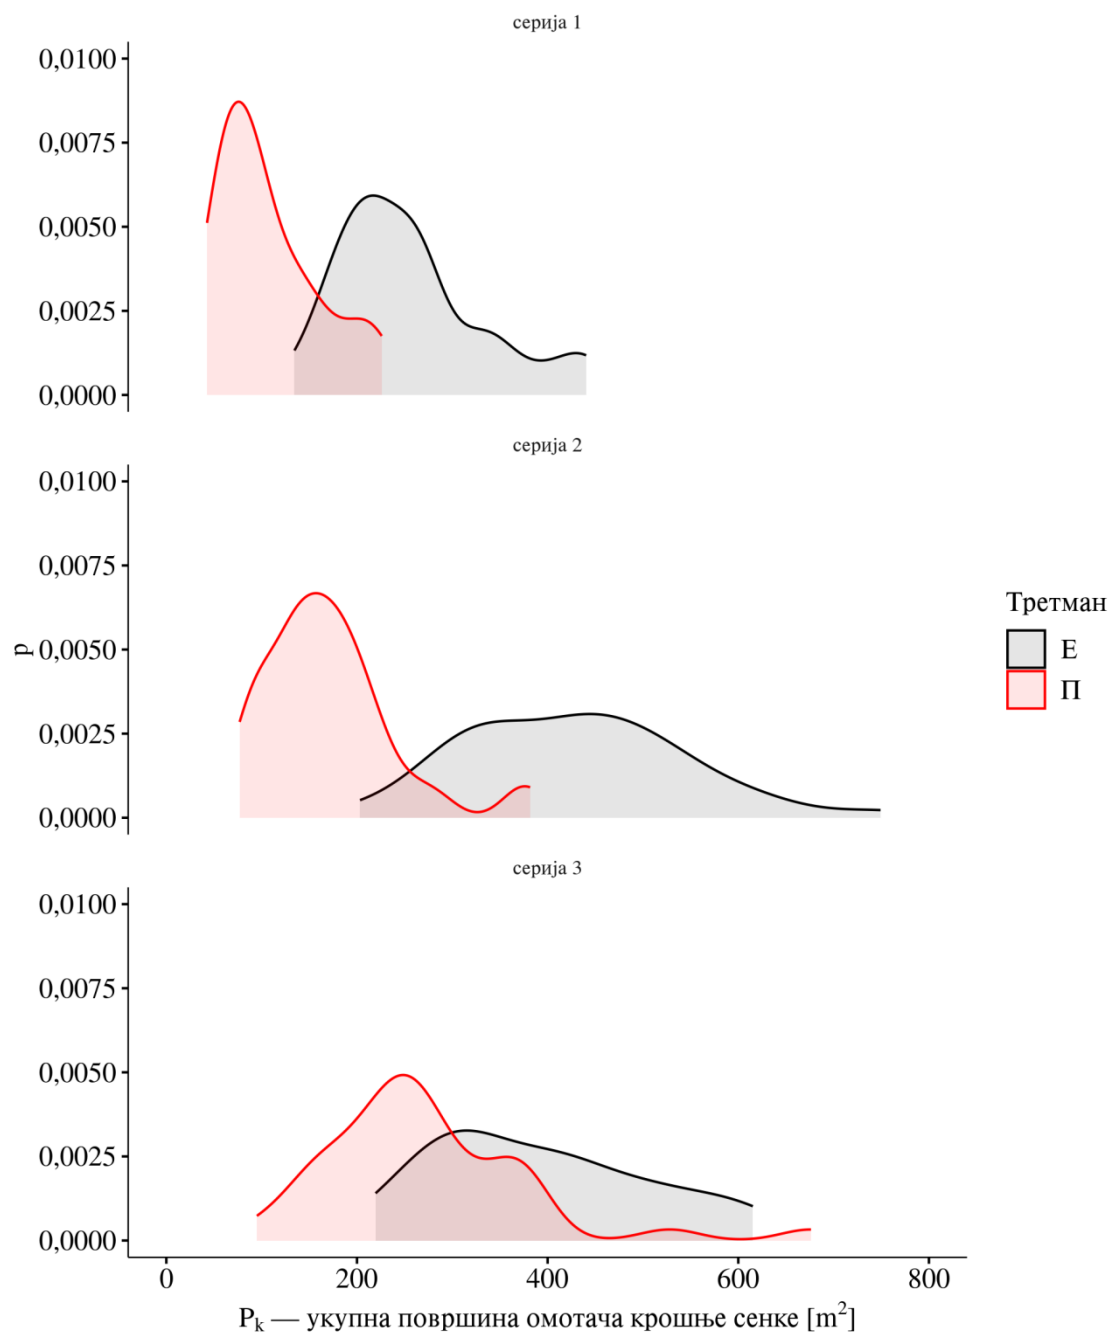 серија 1
0,0100
0,0075
0,0050
0,0025
0,0000
серија 2
0,0100
0,0075
0,0050
0,0025
0,0000
p
серија 3
0,0100
0,0075
0,0050
0,0025
0,0000
0 200 400 600 800
P_k — укупна површина омотача крошње сенке [m²]
Третман
Е
П